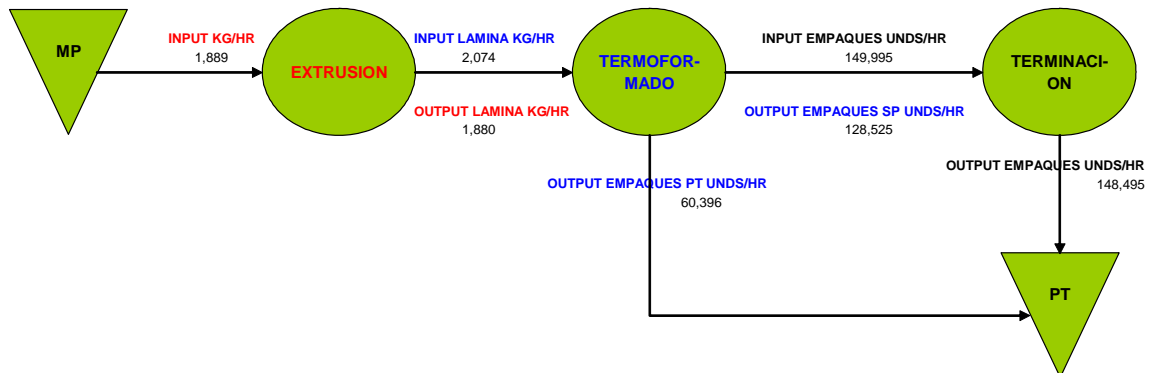 MP
INPUT KG/HR
1,889
EXTRUSION
INPUT LAMINA KG/HR
2,074
OUTPUT LAMINA KG/HR
1,880
TERMOFOR-
MADO
INPUT EMPAQUES UNDS/HR
149,995
OUTPUT EMPAQUES SP UNDS/HR
128,525
TERMINACI-
ON
OUTPUT EMPAQUES PT UNDS/HR
60,396
OUTPUT EMPAQUES UNDS/HR
148,495
PT